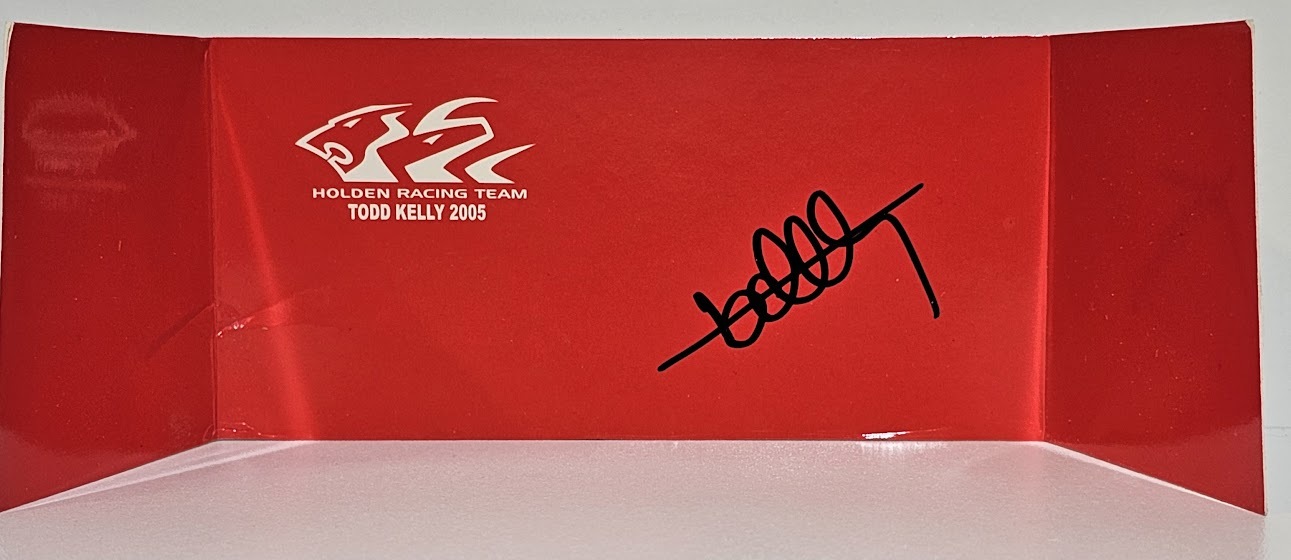 HOLDEN RACING TEAM
TODD KELLY 2005